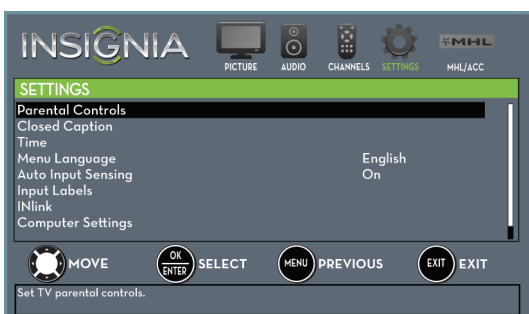 INSIGNIA
PICTURE AUDIO CHANNELS SETTINGS MHL MHL/ACC
SETTINGS
Parental Controls
Closed Caption
Time
Menu Language English
Auto Input Sensing On
Input Labels
INlink
Computer Settings
MOVE OK ENTER SELECT MENU PREVIOUS EXIT EXIT
Set TV parental controls.